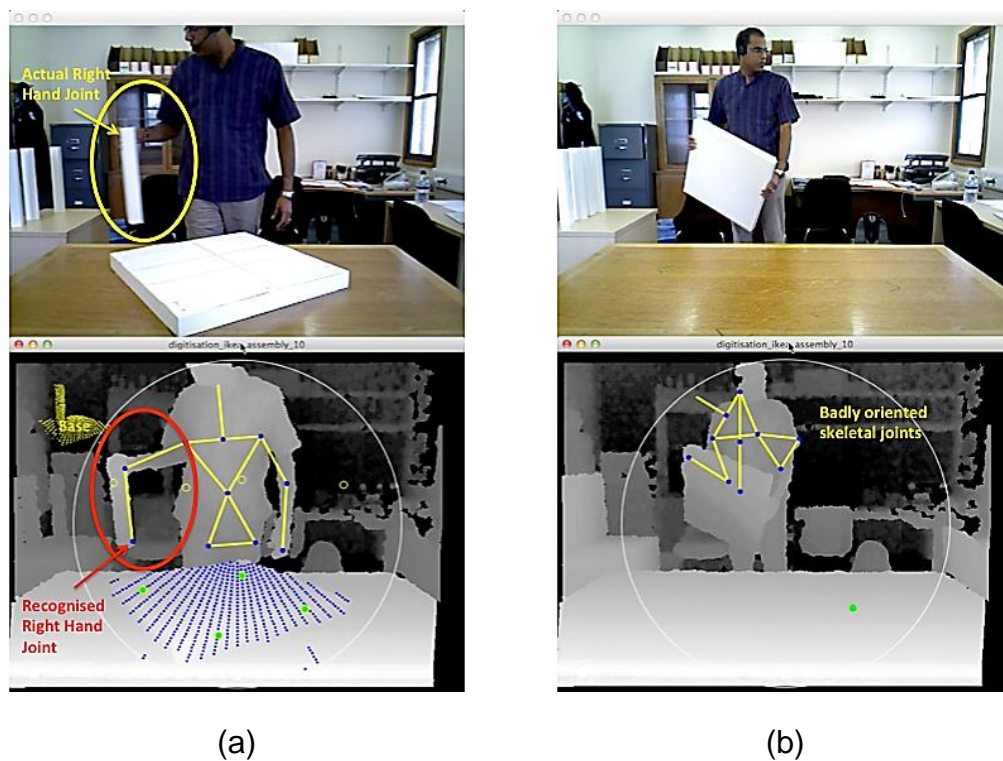 Actual Right
Hand Joint
digitisation_ikea_assembly_10
Base
Recognised
Right Hand
Joint
(a)
digitisation_ikea_assembly_10
Badly oriented
skeletal joints
(b)